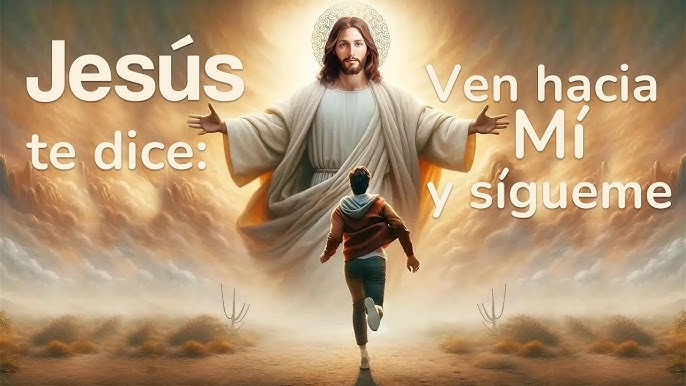 Jesús
te dice:
Ven hacia
Mí
y sígueme